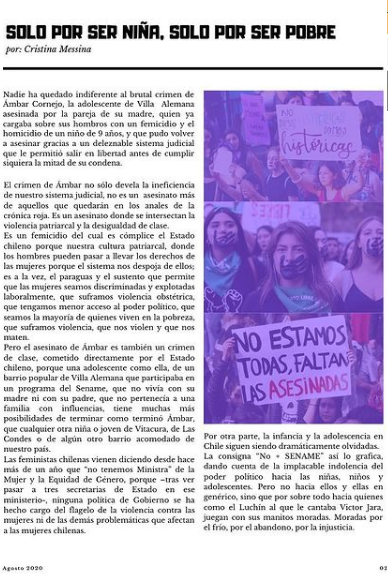 SOLO POR SER NIÑA, SOLO POR SER POBRE
por: Cristina Messina
Nadie ha quedado indiferente al brutal crimen de
Ámbar Cornejo, la adolescente de Villa Alemana
asesinada por la pareja de su madre, quien ya
cargaba sobre sus hombros con un femicidio y el
homicidio de un niño de 9 años, y que pudo volver
a asesinar gracias a un deleznable sistema judicial
que le permitió salir en libertad antes de cumplir
siquiera la mitad de su condena.
El crimen de Ámbar no sólo devela la ineficiencia
de nuestro sistema judicial, no es un asesinato más
de aquellos que quedarán en los anales de la
crónica roja. Es un asesinato donde se intersectan la
violencia patriarcal y la desigualdad de clase.
Es un femicidio del cual es cómplice el Estado
chileno porque nuestra cultura patriarcal, donde
los hombres pueden pasar a llevar los derechos de
las mujeres porque el sistema nos despoja de ellos;
es a la vez, el paraguas y el sustento que permite
que las mujeres seamos discriminadas y explotadas
laboralmente, que suframos violencia obstétrica,
que tengamos menor acceso al poder político, que
seamos la mayoría de quienes viven en la pobreza,
que suframos violencia, que nos violen y que nos
maten.
Pero el asesinato de Ámbar es también un crimen
de clase, cometido directamente por el Estado
chileno, porque una adolescente como ella, de un
barrio popular de Villa Alemana que participaba en
un programa del Sename, que no vivía con su
madre ni con su padre, que no pertenecía a una
familia con influencias, tiene muchas más
posibilidades de terminar como terminó Ámbar,
que cualquier otra niña o joven de Vitacura, de Las
Condes o de algún otro barrio acomodado de
nuestro país.
Las feministas chilenas vienen diciendo desde hace
más de un año que "no tenemos Ministra" de la
Mujer y la Equidad de Género, porque –tras ver
pasar a tres secretarias de Estado en ese
ministerio-, ninguna política de Gobierno se ha
hecho cargo del flagelo de la violencia contra las
mujeres ni de las demás problemáticas que afectan
a las mujeres chilenas.
NO
históricas
NO ESTAMOS
TODAS, FALTAN
LAS ASESINADAS
Por otra parte, la infancia y la adolescencia en
Chile siguen siendo dramáticamente olvidadas.
La consigna "No + SENAME" así lo grafica,
dando cuenta de la implacable indolencia del
poder político hacia las niñas, niños y
adolescentes. Pero no hacia ellos y ellas en
genérico, sino que por sobre todo hacia quienes
como el Luchín al que le cantaba Víctor Jara,
juegan con sus manitos moradas. Moradas por
el frío, por el abandono, por la injusticia.
Agosto 2020
02